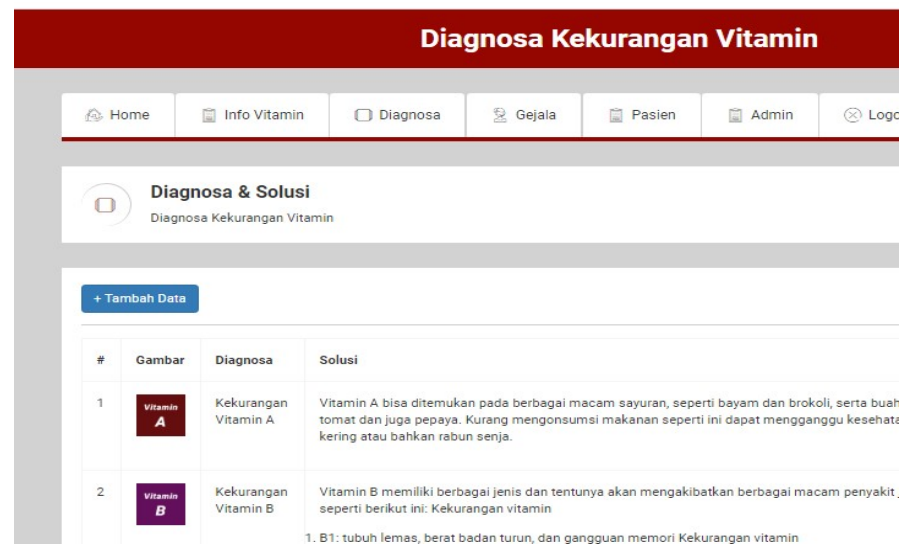 Diagnosa Kekurangan Vitamin
Home Info Vitamin Diagnosa Gejala Pasien Admin
Diagnosa & Solusi
Diagnosa Kekurangan Vitamin
+ Tambah Data
# Gambar Diagnosa Solusi
1 Vitamin A Kekurangan Vitamin A
Vitamin A bisa ditemukan pada berbagai macam sayuran, seperti bayam dan brokoli, serta
tomat dan juga pepaya. Kurang mengonsumsi makanan seperti ini dapat mengganggu
kering atau bahkan rabun senja.
2 Vitamin B Kekurangan Vitamin B
Vitamin B memiliki berbagai jenis dan tentunya akan mengakibatkan berbagai macam penyakit
seperti berikut ini: Kekurangan vitamin
1. B1: tubuh lemas, berat badan turun, dan gangguan memori Kekurangan vitamin